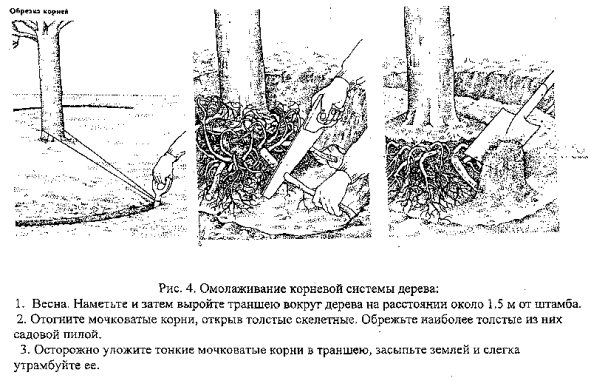 Обрезка корней
Рис. 4. Омолаживание корневой системы дерева:
1. Весна. Наметьте и затем выройте траншею вокруг дерева на расстоянии около 1.5 м от штамба.
2. Отогните мочковатые корни, открыв толстые скелетные. Обрежьте наиболее толстые из них
садовой пилой.
3. Осторожно уложите тонкие мочковатые корни в траншею, засыпьте землей и слегка
утрамбуйте ее.